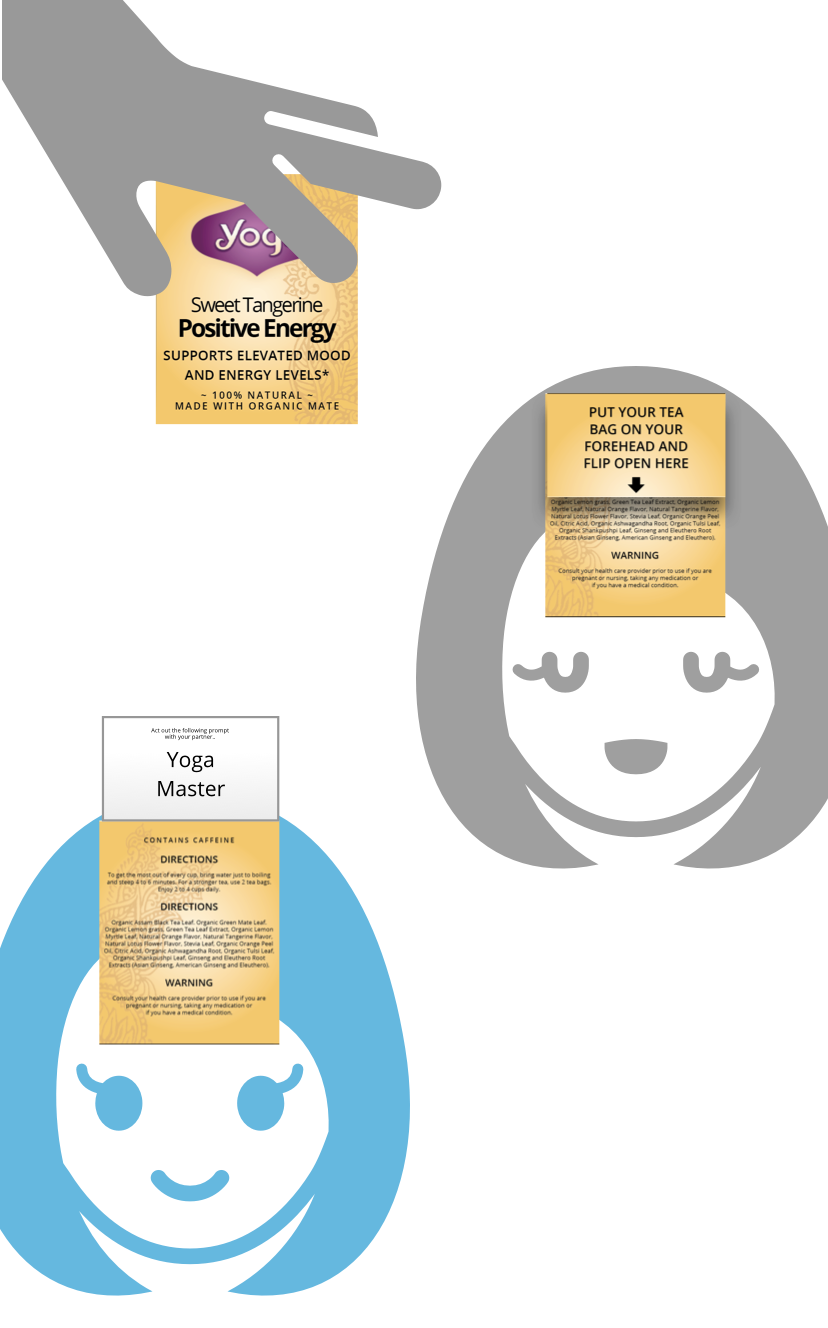 yog
Sweet Tangerine
Positive Energy
SUPPORTS ELEVATED MOOD
AND ENERGY LEVELS*
~ 100% NATURAL ~
MADE WITH ORGANIC MATE
PUT YOUR TEA
BAG ON YOUR
FOREHEAD AND
FLIP OPEN HERE
Organic Lemon grass, Green Tea Leaf Extract, Organic Lemon
Myrtle Leaf, Natural Orange Flavor, Natural Tangerine Flavor,
Natural Lotus Flower Flavor, Stevia Leaf, Organic Orange Peel
Oil, Citric Acid, Organic Ashwagandha Root, Organic Tulsi Leaf,
Organic Shankpushpi Leaf, Ginseng and Eleuthero Root
Extracts (Asian Ginseng, American Ginseng and Eleuthero).
WARNING
Consult your health care provider prior to use if you are
pregnant or nursing, taking any medication or
if you have a medical condition.
Act out the following prompt
with your partner..
Yoga
Master
CONTAINS CAFFEINE
DIRECTIONS
To get the most out of every cup, bring water just to boiling
and steep 4 to 6 minutes. For a stronger tea, use 2 tea bags.
Enjoy 2 to 4 cups daily.
DIRECTIONS
Organic Assam Black Tea Leaf, Organic Green Mate Leaf,
Organic Lemon grass, Green Tea Leaf Extract, Organic Lemon
Myrtle Leaf, Natural Orange Flavor, Natural Tangerine Flavor,
Natural Lotus Flower Flavor, Stevia Leaf, Organic Orange Peel
Oil, Citric Acid, Organic Ashwagandha Root, Organic Tulsi Leaf,
Organic Shankpushpi Leaf, Ginseng and Eleuthero Root
Extracts (Asian Ginseng, American Ginseng and Eleuthero).
WARNING
Consult your health care provider prior to use if you are
pregnant or nursing, taking any medication or
if you have a medical condition.